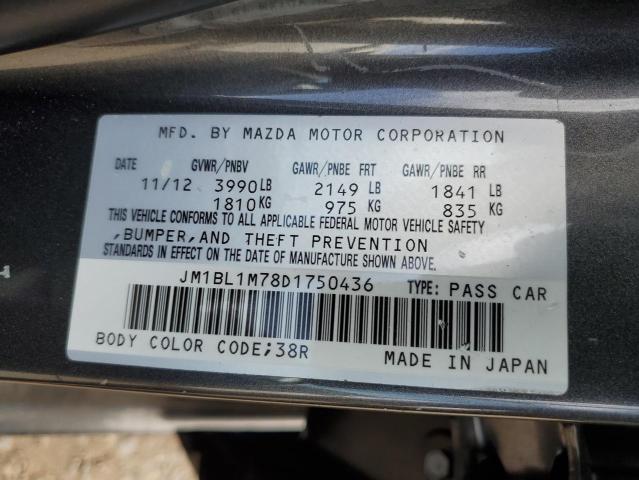 MFD. BY MAZDA MOTOR CORPORATION
DATE GVWR/PNBV GAWR/PNBE FRT GAWR/PNBE RR
11/12 3990LB 2149 LB 1841 LB
1810KG 975 KG 835 KG
THIS VEHICLE CONFORMS TO ALL APPLICABLE FEDERAL MOTOR VEHICLE SAFETY
,BUMPER,AND THEFT PREVENTION
STANDARDS IN EFFECT ON THE DATE OF MANUFACTURE SHOWN ABOVE.
JM1BL1M78D1750436 TYPE: PASS CAR
BODY COLOR CODE;38R MADE IN JAPAN